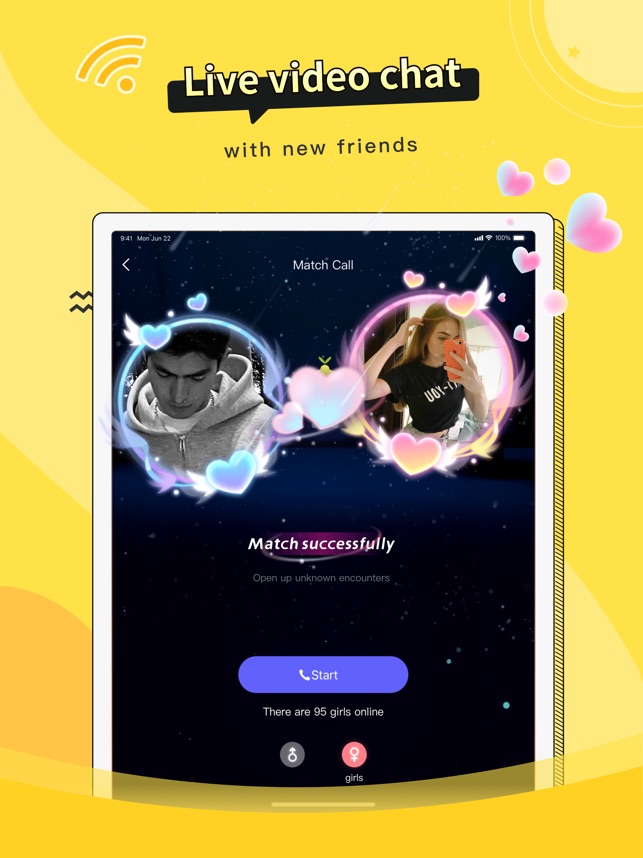 Live video chat
with new friends
9:41 Mon Jun 22
100%
Match Call
Match successfully
Open up unknown encounters
Start
There are 95 girls online
girls